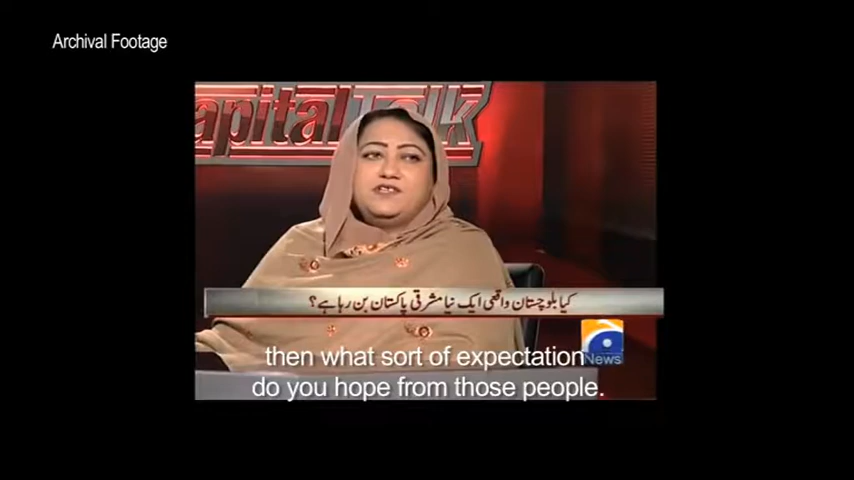 Archival Footage
apital Talk
کیا بلوچستان واقعی ایک نیا مشرقی پاکستان بن رہا ہے؟
News
then what sort of expectation
do you hope from those people.